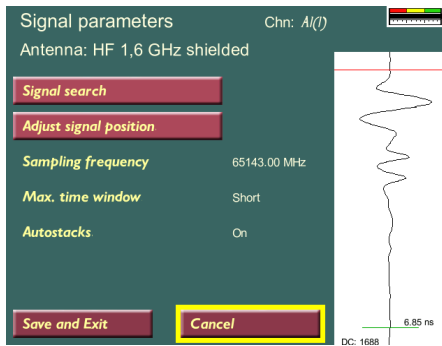 Signal parameters
Chn: A1(1)
Antenna: HF 1,6 GHz shielded
Signal search
Adjust signal position
Sampling frequency 65143.00 MHz
Max. time window Short
Autostacks On
Save and Exit
Cancel
6.85 ns
DC: 1688